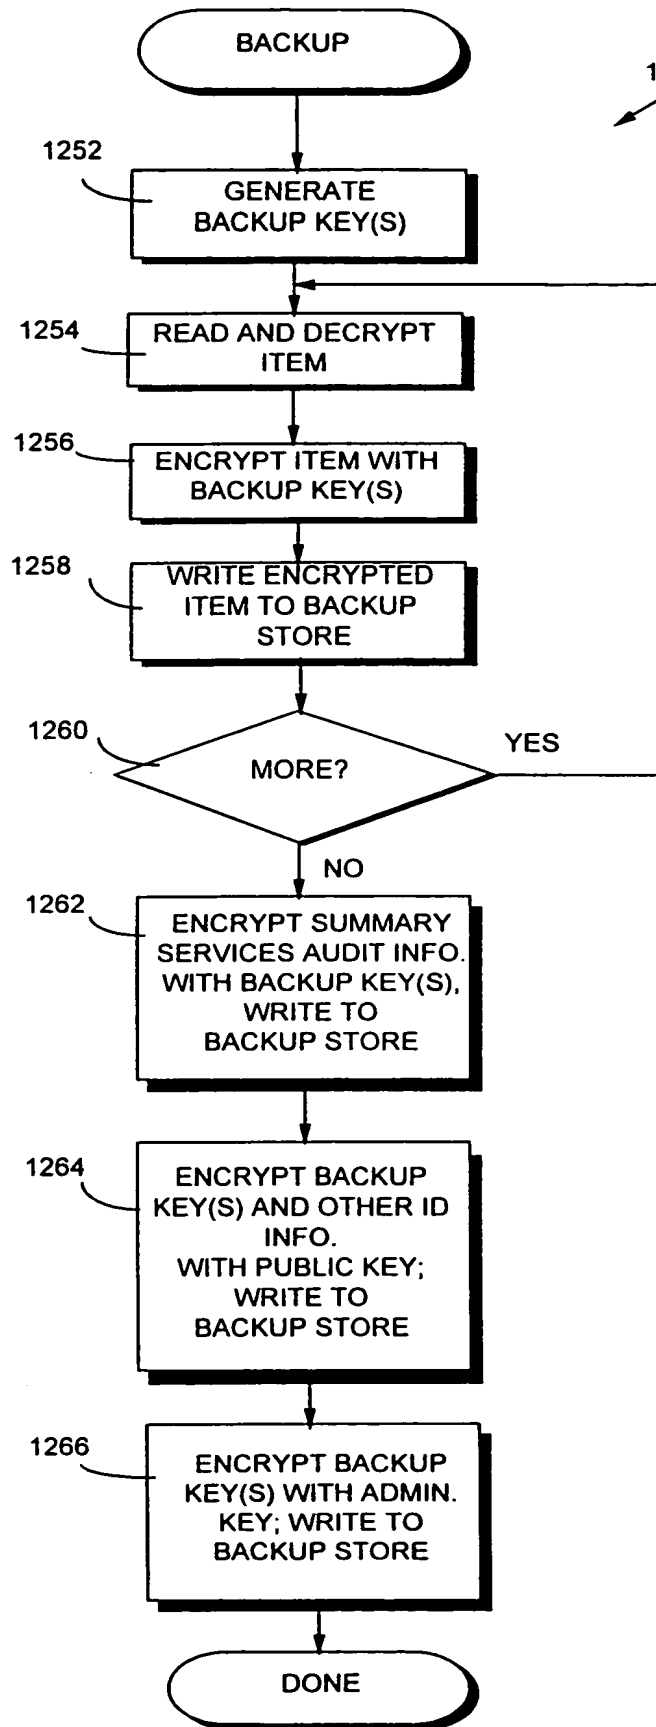 BACKUP
1
1252
GENERATE
BACKUP KEY(S)
1254
READ AND DECRYPT
ITEM
1256
ENCRYPT ITEM WITH
BACKUP KEY(S)
1258
WRITE ENCRYPTED
ITEM TO BACKUP
STORE
1260
MORE?
YES
NO
1262
ENCRYPT SUMMARY
SERVICES AUDIT INFO.
WITH BACKUP KEY(S),
WRITE TO
BACKUP STORE
1264
ENCRYPT BACKUP
KEY(S) AND OTHER ID
INFO.
WITH PUBLIC KEY;
WRITE TO
BACKUP STORE
1266
ENCRYPT BACKUP
KEY(S) WITH ADMIN.
KEY; WRITE TO
BACKUP STORE
DONE